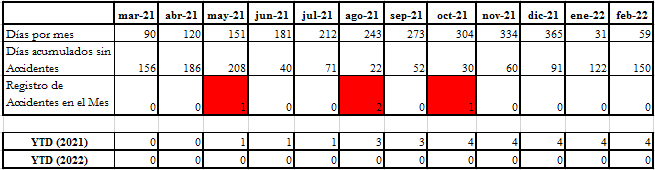 mar-21 abr-21 may-21 jun-21 jul-21 ago-21 sep-21 oct-21 nov-21 dic-21 ene-22 feb-22
Días por mes 90 120 151 181 212 243 273 304 334 365 31 59
Días acumulados sin
Accidentes 156 186 208 40 71 22 52 30 60 91 122 150
Registro de
Accidentes en el Mes 0 0 1 0 0 2 0 1 0 0 0 0
YTD (2021) 0 0 1 1 1 3 3 4 4 4 4 4
YTD (2022) 0 0 0 0 0 0 0 0 0 0 0 0